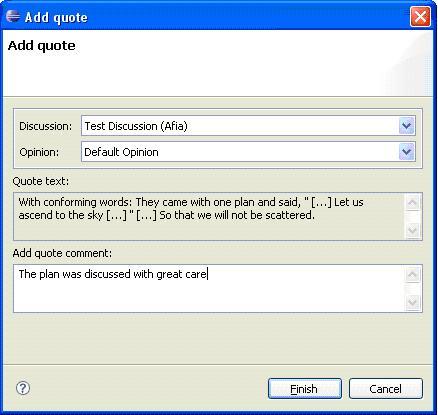 Add quote
Add quote
Discussion: Test Discussion (Afia)
Opinion: Default Opinion
Quote text:
With conforming words: They came with one plan and said, " [...] Let us
ascend to the sky [...] " [...] So that we will not be scattered.
Add quote comment:
The plan was discussed with great care
? Finish Cancel